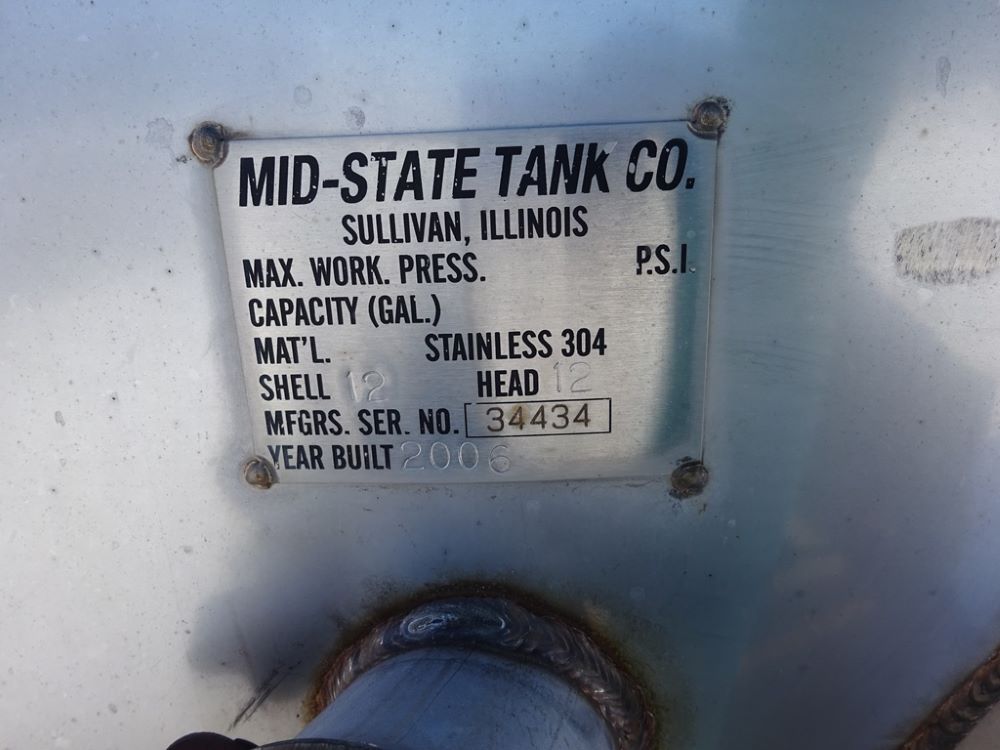 MID-STATE TANK CO.
SULLIVAN, ILLINOIS
MAX. WORK. PRESS. P.S.I.
CAPACITY (GAL.)
MAT'L. STAINLESS 304
SHELL 12 HEAD 12
MFGRS. SER. NO. 34434
YEAR BUILT 2006